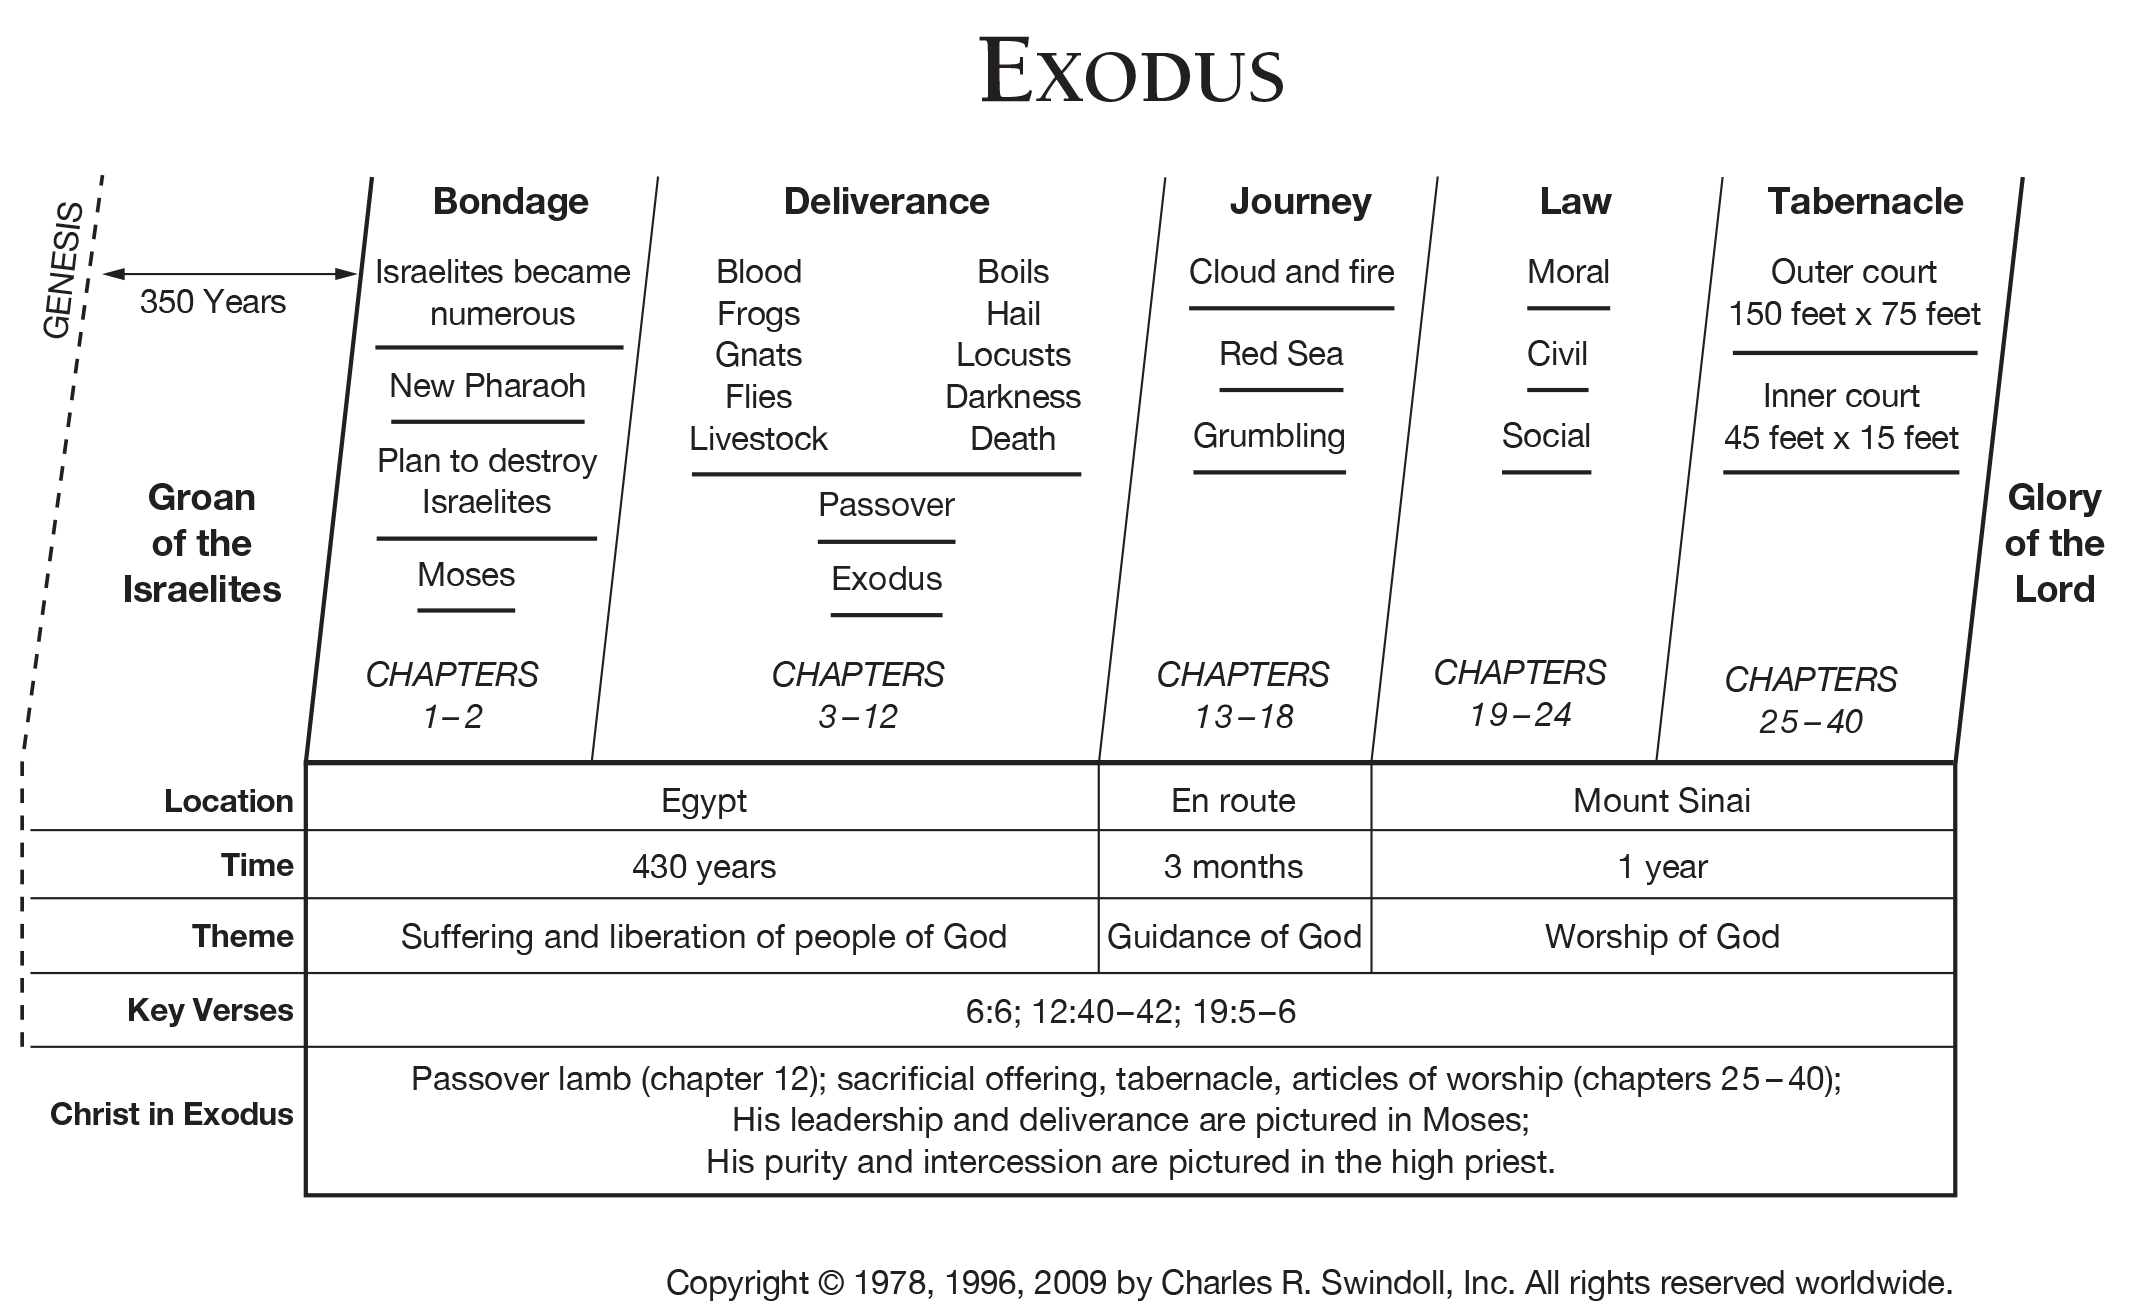 EXODUS
GENESIS
350 Years
Groan
of the
Israelites
Bondage
Israelites became
numerous
New Pharaoh
Plan to destroy
Israelites
Moses
CHAPTERS
1–2
Deliverance
Blood
Frogs
Gnats
Flies
Livestock
Boils
Hail
Locusts
Darkness
Death
Passover
Exodus
CHAPTERS
3–12
Journey
Cloud and fire
Red Sea
Grumbling
CHAPTERS
13–18
Law
Moral
Civil
Social
CHAPTERS
19–24
Tabernacle
Outer court
150 feet x 75 feet
Inner court
45 feet x 15 feet
CHAPTERS
25–40
Glory
of the
Lord
Location Egypt En route Mount Sinai
Time 430 years 3 months 1 year
Theme Suffering and liberation of people of God Guidance of God Worship of God
Key Verses 6:6; 12:40–42; 19:5–6
Christ in Exodus
Passover lamb (chapter 12); sacrificial offering, tabernacle, articles of worship (chapters 25–40);
His leadership and deliverance are pictured in Moses;
His purity and intercession are pictured in the high priest.
Copyright © 1978, 1996, 2009 by Charles R. Swindoll, Inc. All rights reserved worldwide.